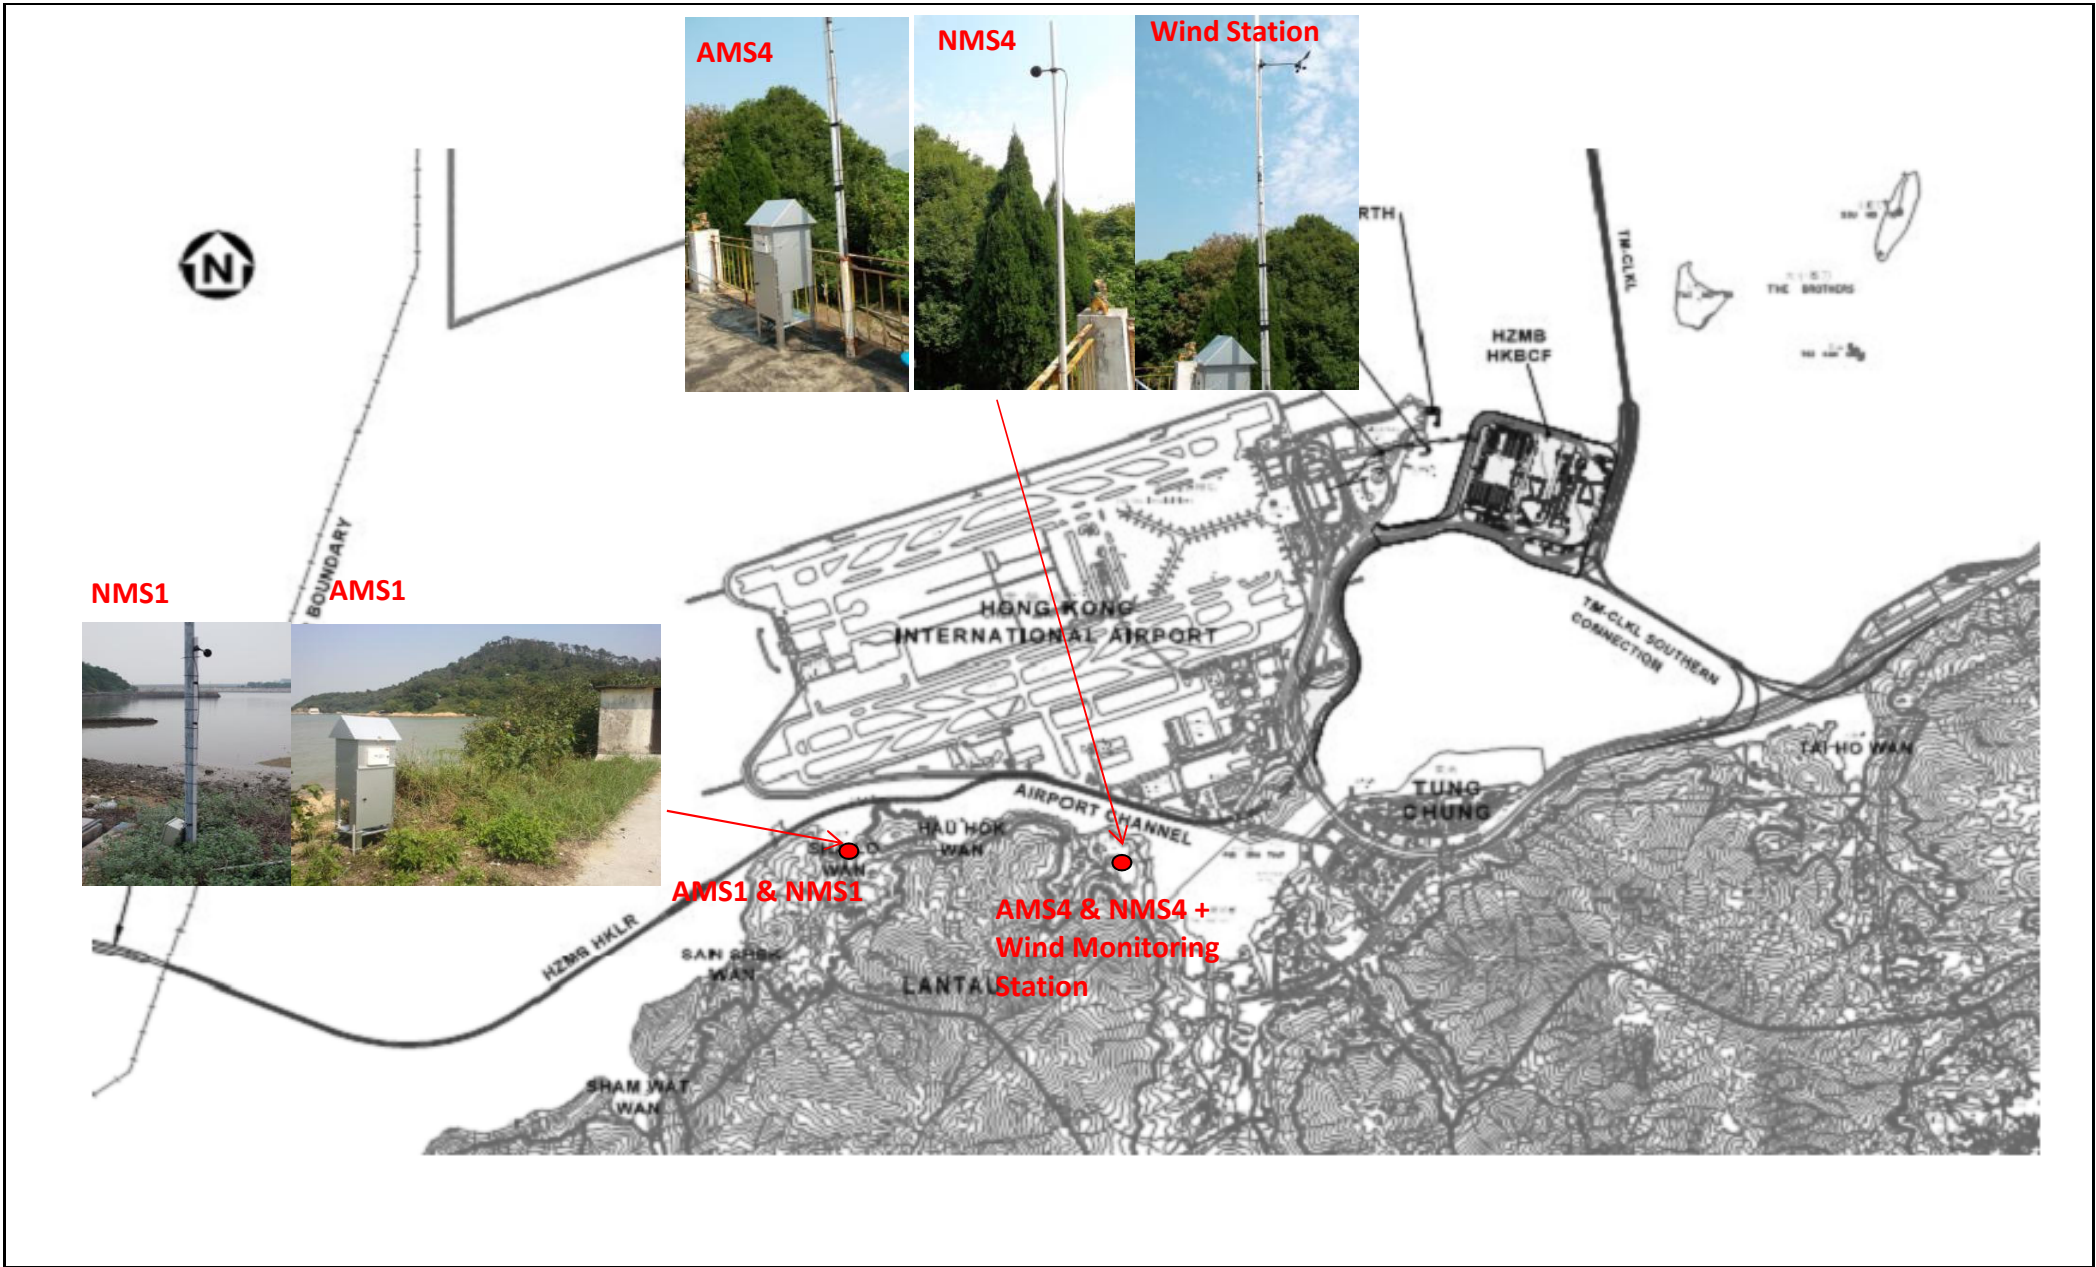 AMS4
NMS4
Wind Station
N
RTH
TM-CLKL
THE BROTHERS
HZMB
HKBCF
BOUNDARY
NMS1
AMS1
HONG KONG
INTERNATIONAL AIRPORT
TM-CLKL SOUTHERN
CONNECTION
TAI HO WAN
TUNG
CHUNG
AIRPORT CHANNEL
HAU HOK
WAN
WAN
AMS1 & NMS1
AMS4 & NMS4 +
Wind Monitoring
Station
HZMB HKLR
SAN SHEK
WAN
LANTAU
SHAM WAT
WAN